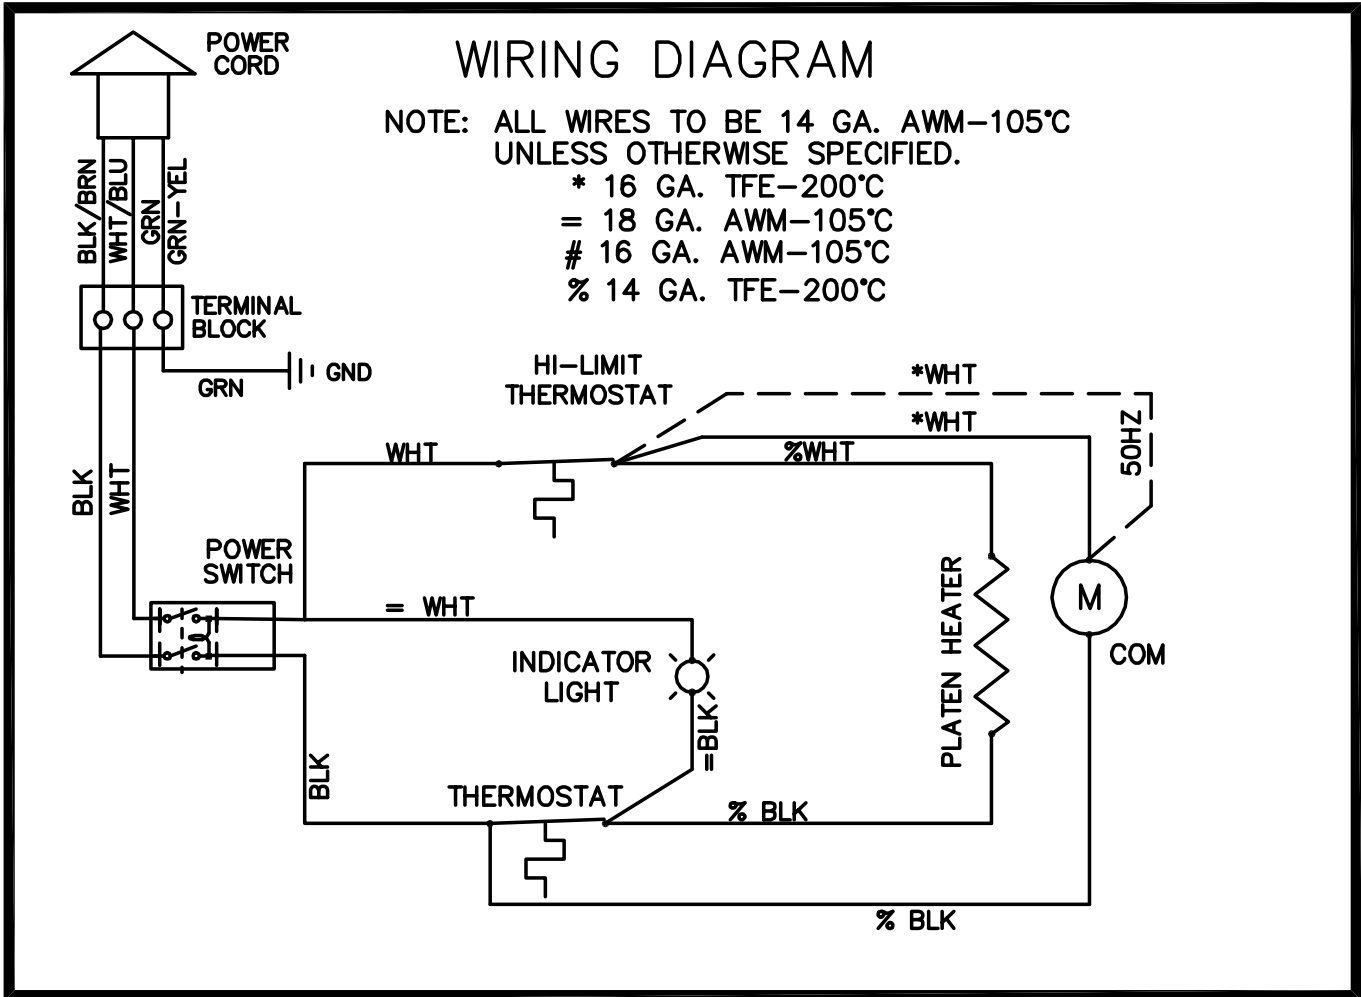 POWER
CORD
WIRING DIAGRAM
NOTE: ALL WIRES TO BE 14 GA. AWM-105°C
UNLESS OTHERWISE SPECIFIED.
* 16 GA. TFE-200°C
= 18 GA. AWM-105°C
# 16 GA. AWM-105°C
% 14 GA. TFE-200°C
BLK/BRN
WHT/BLU
GRN
GRN-YEL
TERMINAL
BLOCK
GRN
GND
HI-LIMIT
THERMOSTAT
*WHT
*WHT
%WHT
50HZ
WHT
BLK
WHT
POWER
SWITCH
= WHT
INDICATOR
LIGHT
=BLK
PLATEN HEATER
M
COM
BLK
THERMOSTAT
% BLK
% BLK